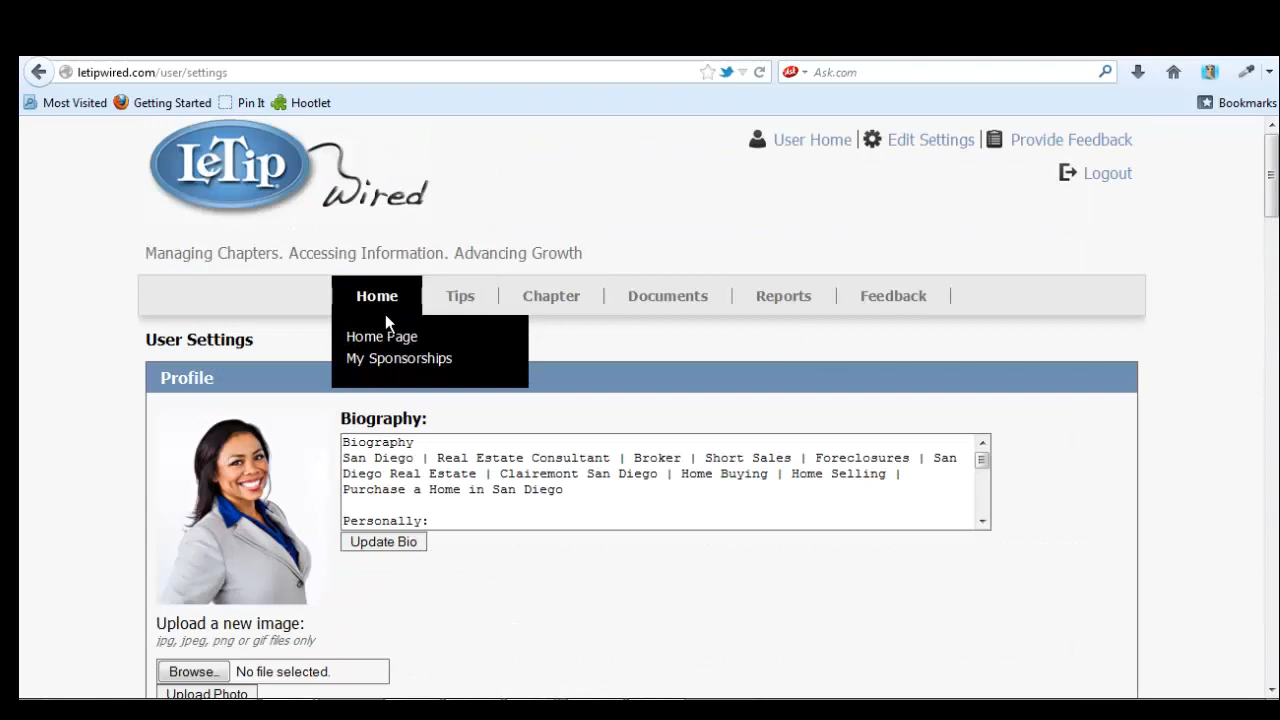 letipwired.com/user/settings
Ask.com
Most Visited Getting Started Pin It Hootlet Bookmarks
LeTip Wired
User Home | Edit Settings | Provide Feedback
Logout
Managing Chapters. Accessing Information. Advancing Growth
Home Tips | Chapter | Documents | Reports | Feedback |
Home Page
My Sponsorships
User Settings
Profile
Biography:
Biography
San Diego | Real Estate Consultant | Broker | Short Sales | Foreclosures | San
Diego Real Estate | Clairemont San Diego | Home Buying | Home Selling |
Purchase a Home in San Diego
Personally:
Update Bio
Upload a new image:
jpg, jpeg, png or gif files only
Browse... No file selected.
Upload Photo